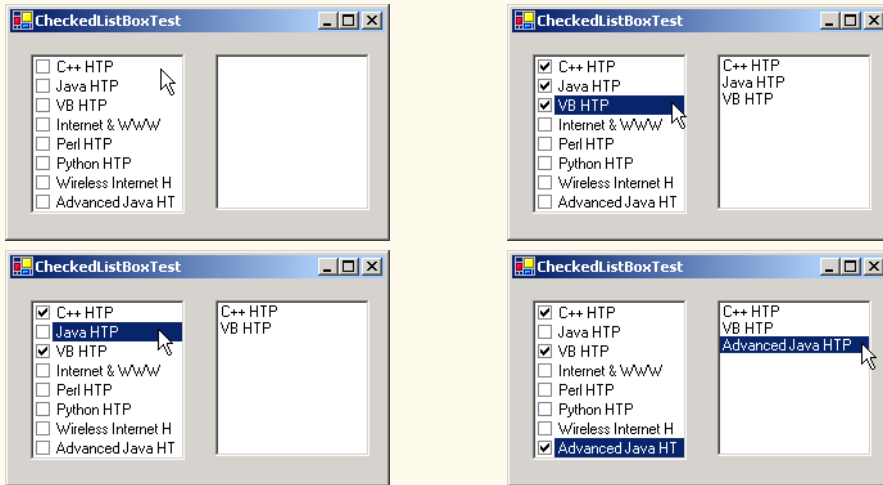 CheckedListBoxTest
C++ HTP
Java HTP
VB HTP
Internet & WWW
Perl HTP
Python HTP
Wireless Internet H
Advanced Java HT
CheckedListBoxTest
C++ HTP
Java HTP
VB HTP
Internet & WWW
Perl HTP
Python HTP
Wireless Internet H
Advanced Java HT
C++ HTP
Java HTP
VB HTP
CheckedListBoxTest
C++ HTP
Java HTP
VB HTP
Internet & WWW
Perl HTP
Python HTP
Wireless Internet H
Advanced Java HT
C++ HTP
VB HTP
CheckedListBoxTest
C++ HTP
Java HTP
VB HTP
Internet & WWW
Perl HTP
Python HTP
Wireless Internet H
Advanced Java HT
C++ HTP
VB HTP
Advanced Java HTP